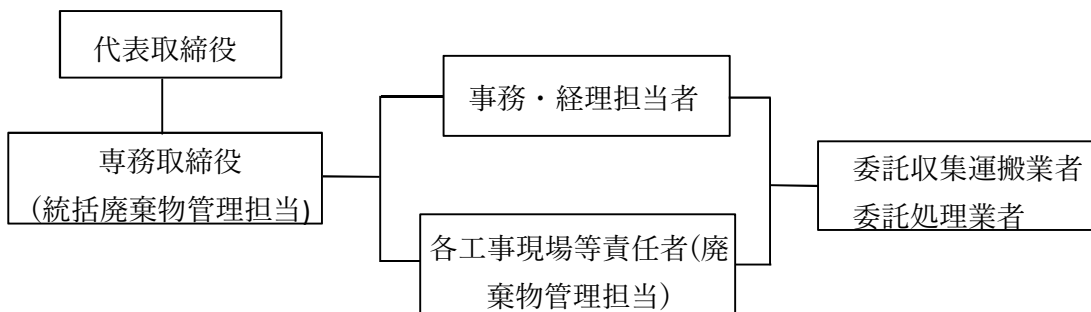 代表取締役
専務取締役
(統括廃棄物管理担当)
事務・経理担当者
各工事現場等責任者(廃
棄物管理担当)
委託収集運搬業者
委託処理業者